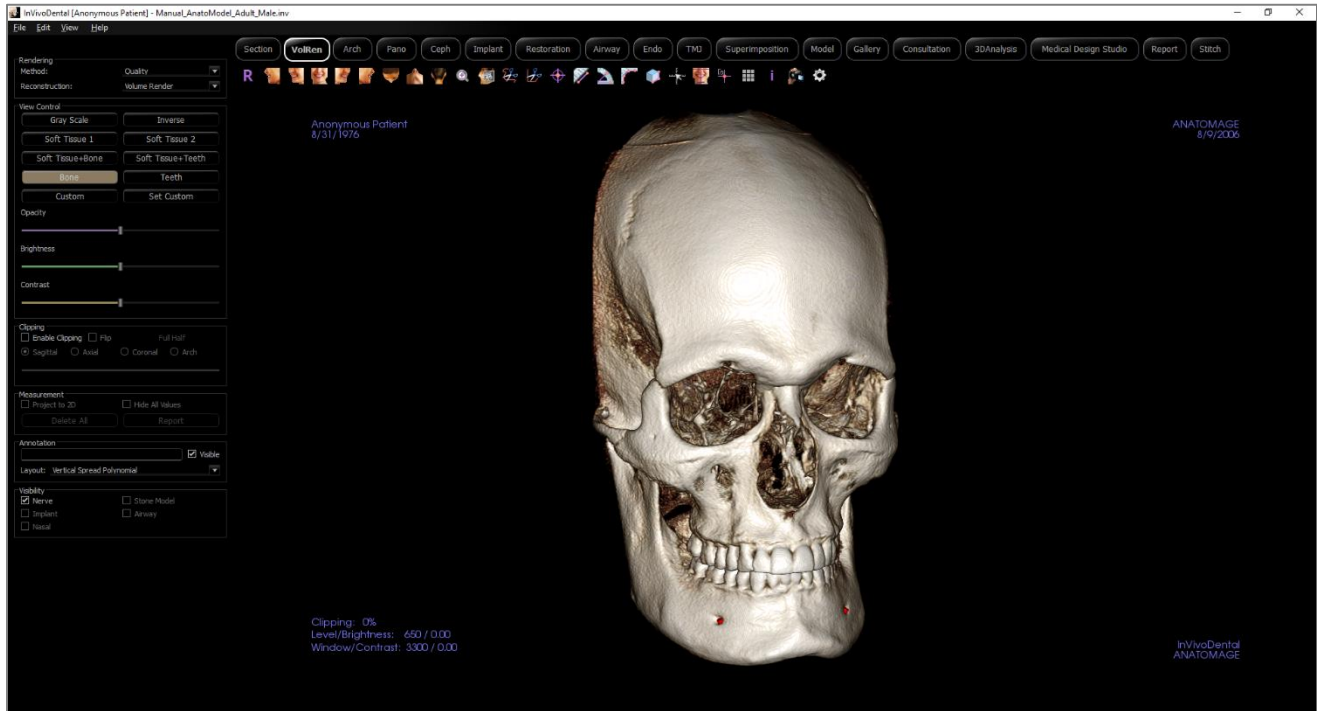 InVivoDental [Anonymous Patient] - Manual_AnatoModel_Adult_Male.inv
File Edit View Help
Section VolRen Arch Pano Ceph Implant Restoration Airway Endo TMJ Superimposition Model Gallery Consultation 3DAnalysis Medical Design Studio Report Stitch
R
Rendering
Method: Quality
Reconstruction: Volume Render
View Control
Gray Scale Inverse
Soft Tissue 1 Soft Tissue 2
Soft Tissue+Bone Soft Tissue+Teeth
Bone Teeth
Custom Set Custom
Opacity
Brightness
Contrast
Clipping
Enable Clipping Flip Full Half
Sagittal Axial Coronal Arch
Measurement
Project to 2D Hide All Values
Delete All Report
Annotation
Visible
Layout: Vertical Spread Polynomial
Visibility
Nerve Stone Model
Implant Airway
Nasal
Anonymous Patient
8/31/1976
ANATOMAGE
8/9/2006
Clipping: 0%
Level/Brightness: 650 / 0.00
Window/Contrast: 3300 / 0.00
InVivoDental
ANATOMAGE